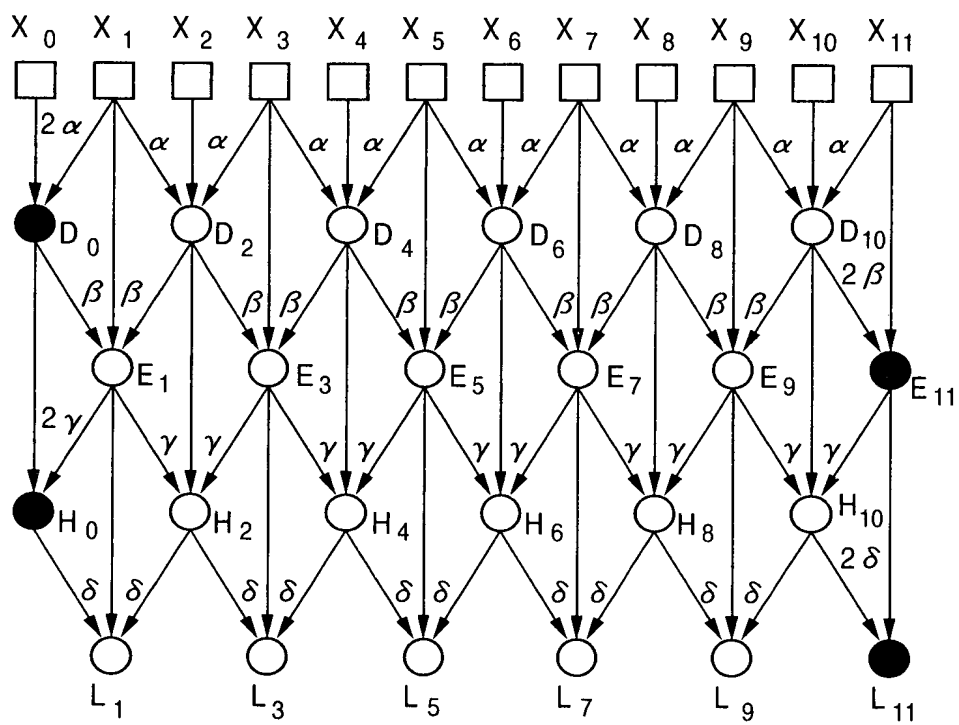 X 0 X 1 X 2 X 3 X 4 X 5 X 6 X 7 X 8 X 9 X 10 X 11
2 α α α α α α α α α α
D 0 D 2 D 4 D 6 D 8 D 10
2 β
β β β β β β β β β β
E 1 E 3 E 5 E 7 E 9 E 11
2 γ γ γ γ γ γ γ γ γ γ γ
H 0 H 2 H 4 H 6 H 8 H 10
2 δ
δ δ δ δ δ δ δ δ δ δ
L 1 L 3 L 5 L 7 L 9 L 11